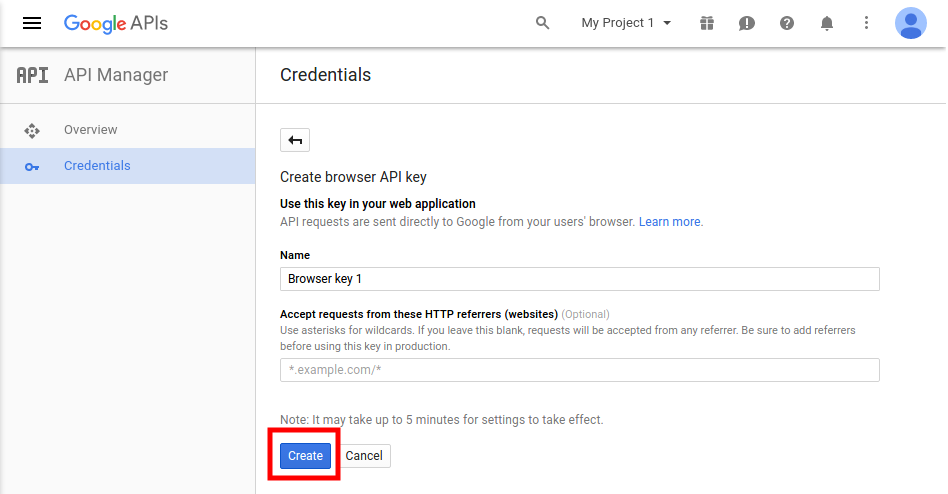 Google APIs
My Project 1
API
API Manager
Credentials
Overview
Credentials
Create browser API key
Use this key in your web application
API requests are sent directly to Google from your users' browser. Learn more.
Name
Browser key 1
Accept requests from these HTTP referrers (websites) (Optional)
Use asterisks for wildcards. If you leave this blank, requests will be accepted from any referrer. Be sure to add referrers
before using this key in production.
*.example.com/*
Note: It may take up to 5 minutes for settings to take effect.
Create
Cancel